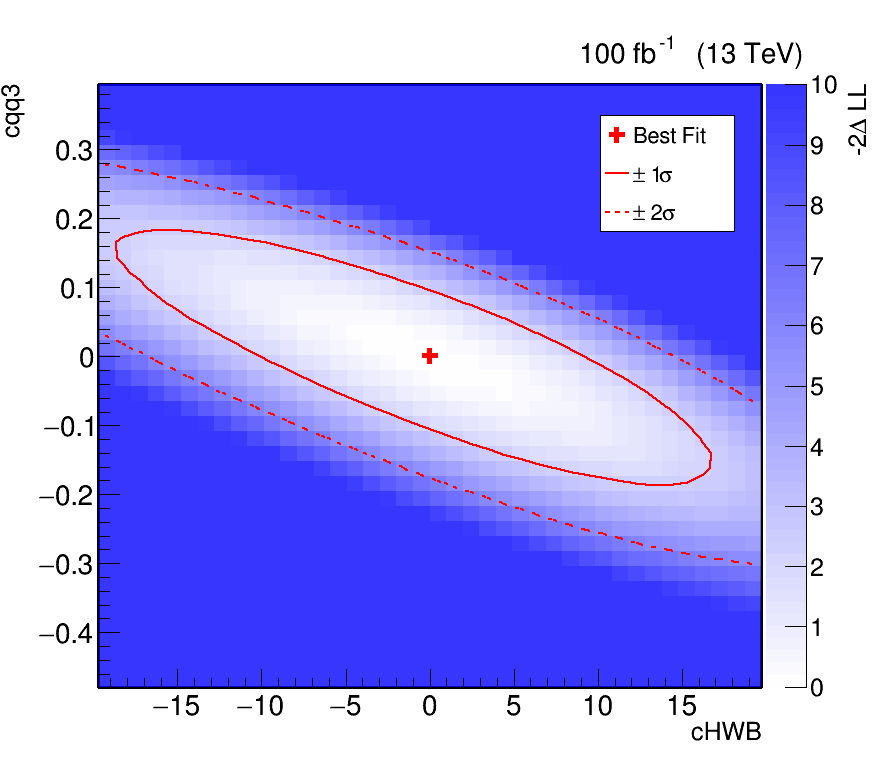 100 fb⁻¹ (13 TeV)
cqq3
0.3
0.2
0.1
0
−0.1
−0.2
−0.3
−0.4
Best Fit
± 1σ
± 2σ
10
9
8
7
6
5
4
3
2
1
0
-2Δ LL
−15 −10 −5 0 5 10 15
cHWB